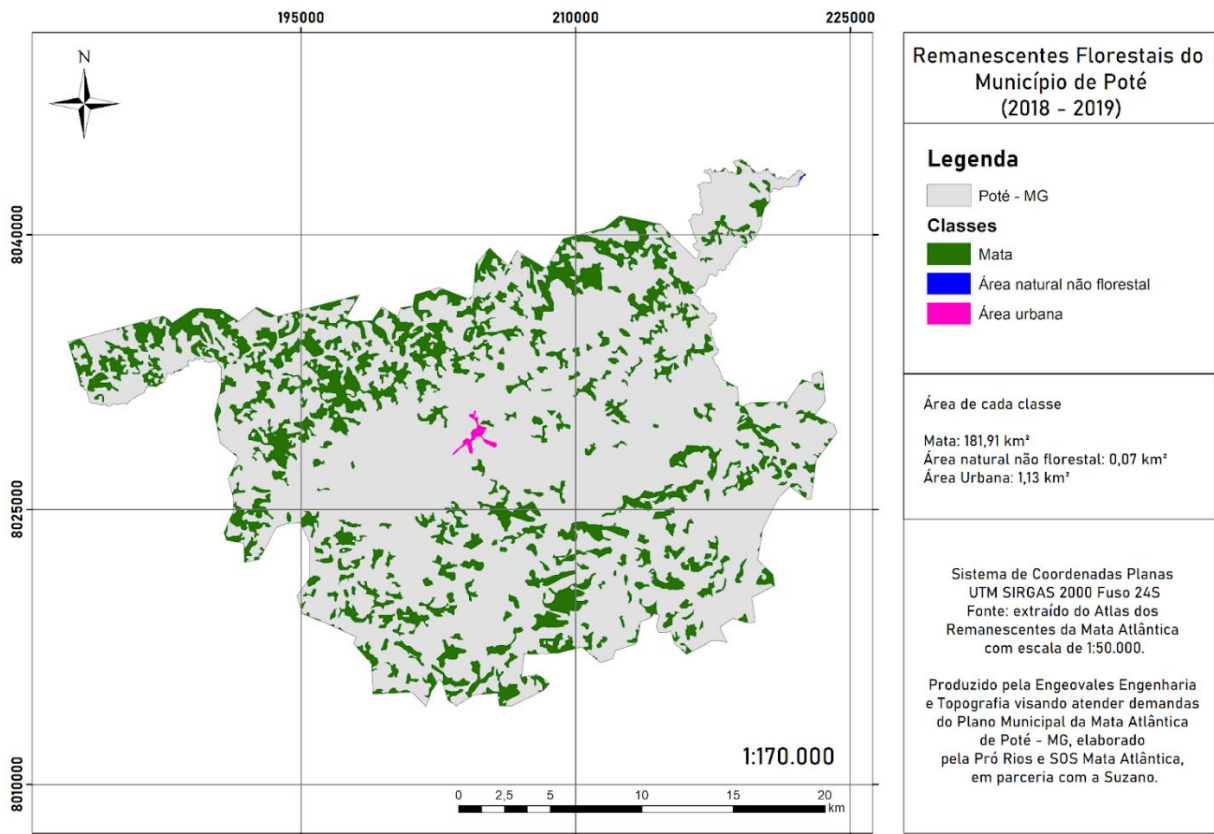 195000
210000
225000
N
8040000
8025000
8010000
1:170.000
0 2,5 5 10 15 20
km
Remanescentes Florestais do
Município de Poté
(2018 - 2019)
Legenda
Poté - MG
Classes
Mata
Área natural não florestal
Área urbana
Área de cada classe
Mata: 181,91 km²
Área natural não florestal: 0,07 km²
Área Urbana: 1,13 km²
Sistema de Coordenadas Planas
UTM SIRGAS 2000 Fuso 24S
Fonte: extraído do Atlas dos
Remanescentes da Mata Atlântica
com escala de 1:50.000.
Produzido pela Engeovales Engenharia
e Topografia visando atender demandas
do Plano Municipal da Mata Atlântica
de Poté - MG, elaborado
pela Pró Rios e SOS Mata Atlântica,
em parceria com a Suzano.